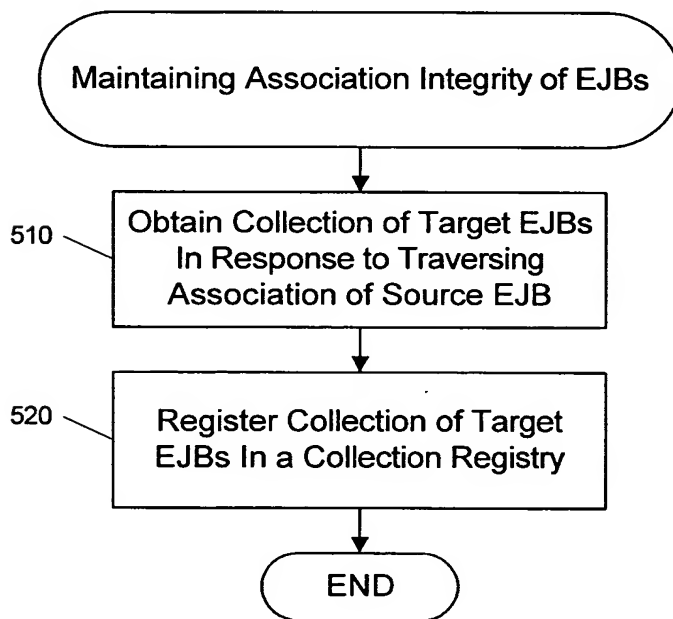 Maintaining Association Integrity of EJBs
510
Obtain Collection of Target EJBs
In Response to Traversing
Association of Source EJB
520
Register Collection of Target
EJBs In a Collection Registry
END